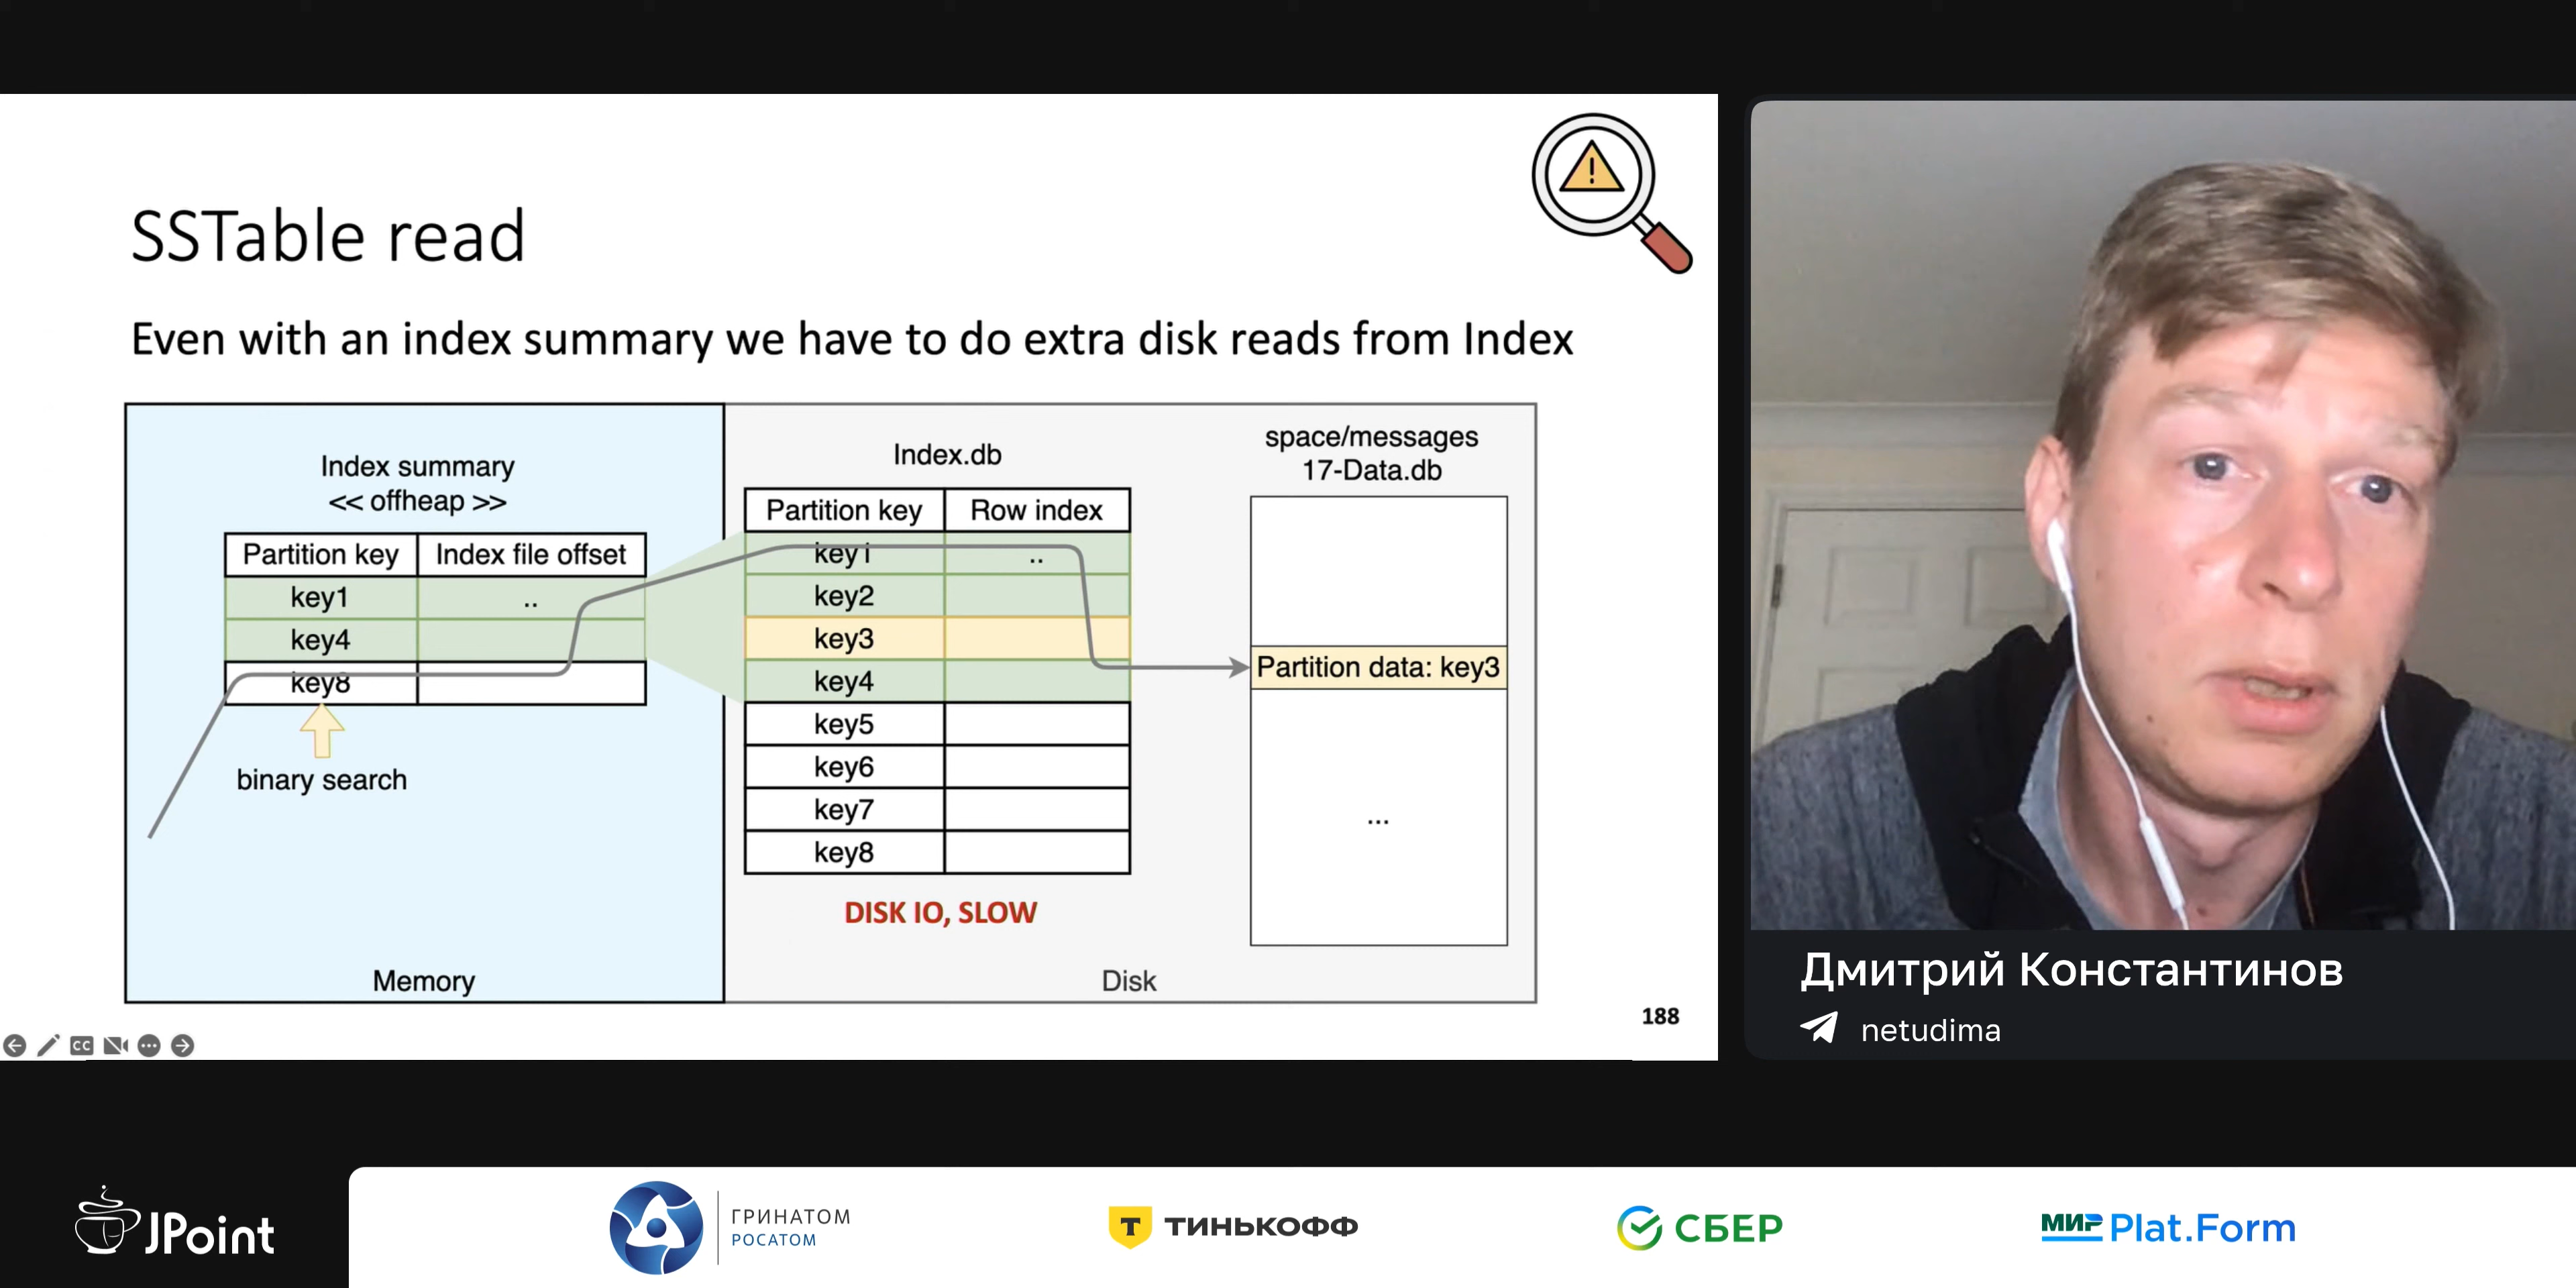 SSTable read
Even with an index summary we have to do extra disk reads from Index
Index summary
<< offheap >>
Partition key Index file offset
key1 ..
key4
key8
binary search
Memory
Index.db
Partition key Row index
key1 ..
key2
key3
key4
key5
key6
key7
key8
DISK IO, SLOW
space/messages
17-Data.db
Partition data: key3
...
Disk
188
CC
Дмитрий Константинов
netudima
JPoint
ГРИНАТОМ
РОСАТОМ
Т ТИНЬКОФФ
СБЕР
МИР Plat.Form